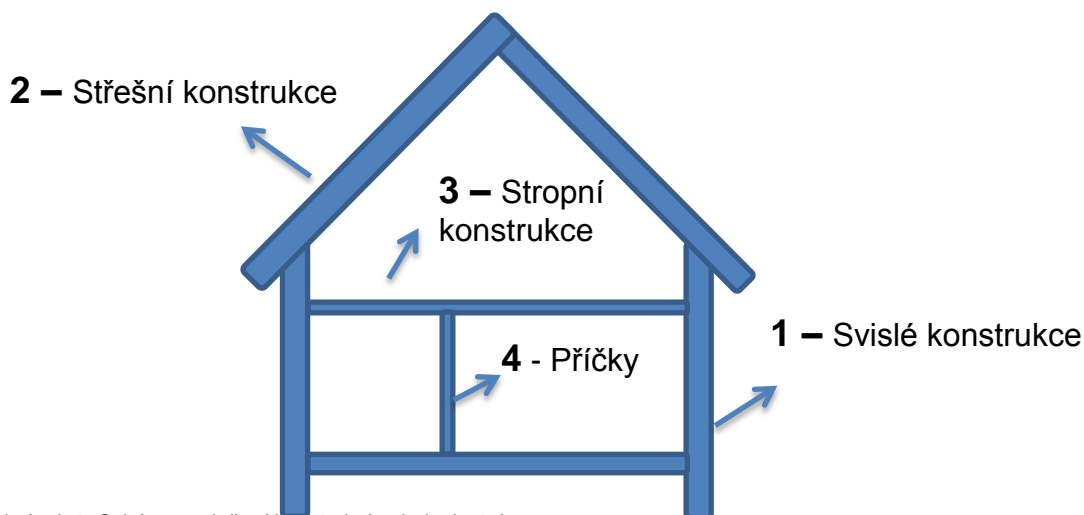 2 – Střešní konstrukce
3 – Stropní
konstrukce
1 – Svislé konstrukce
4 - Příčky